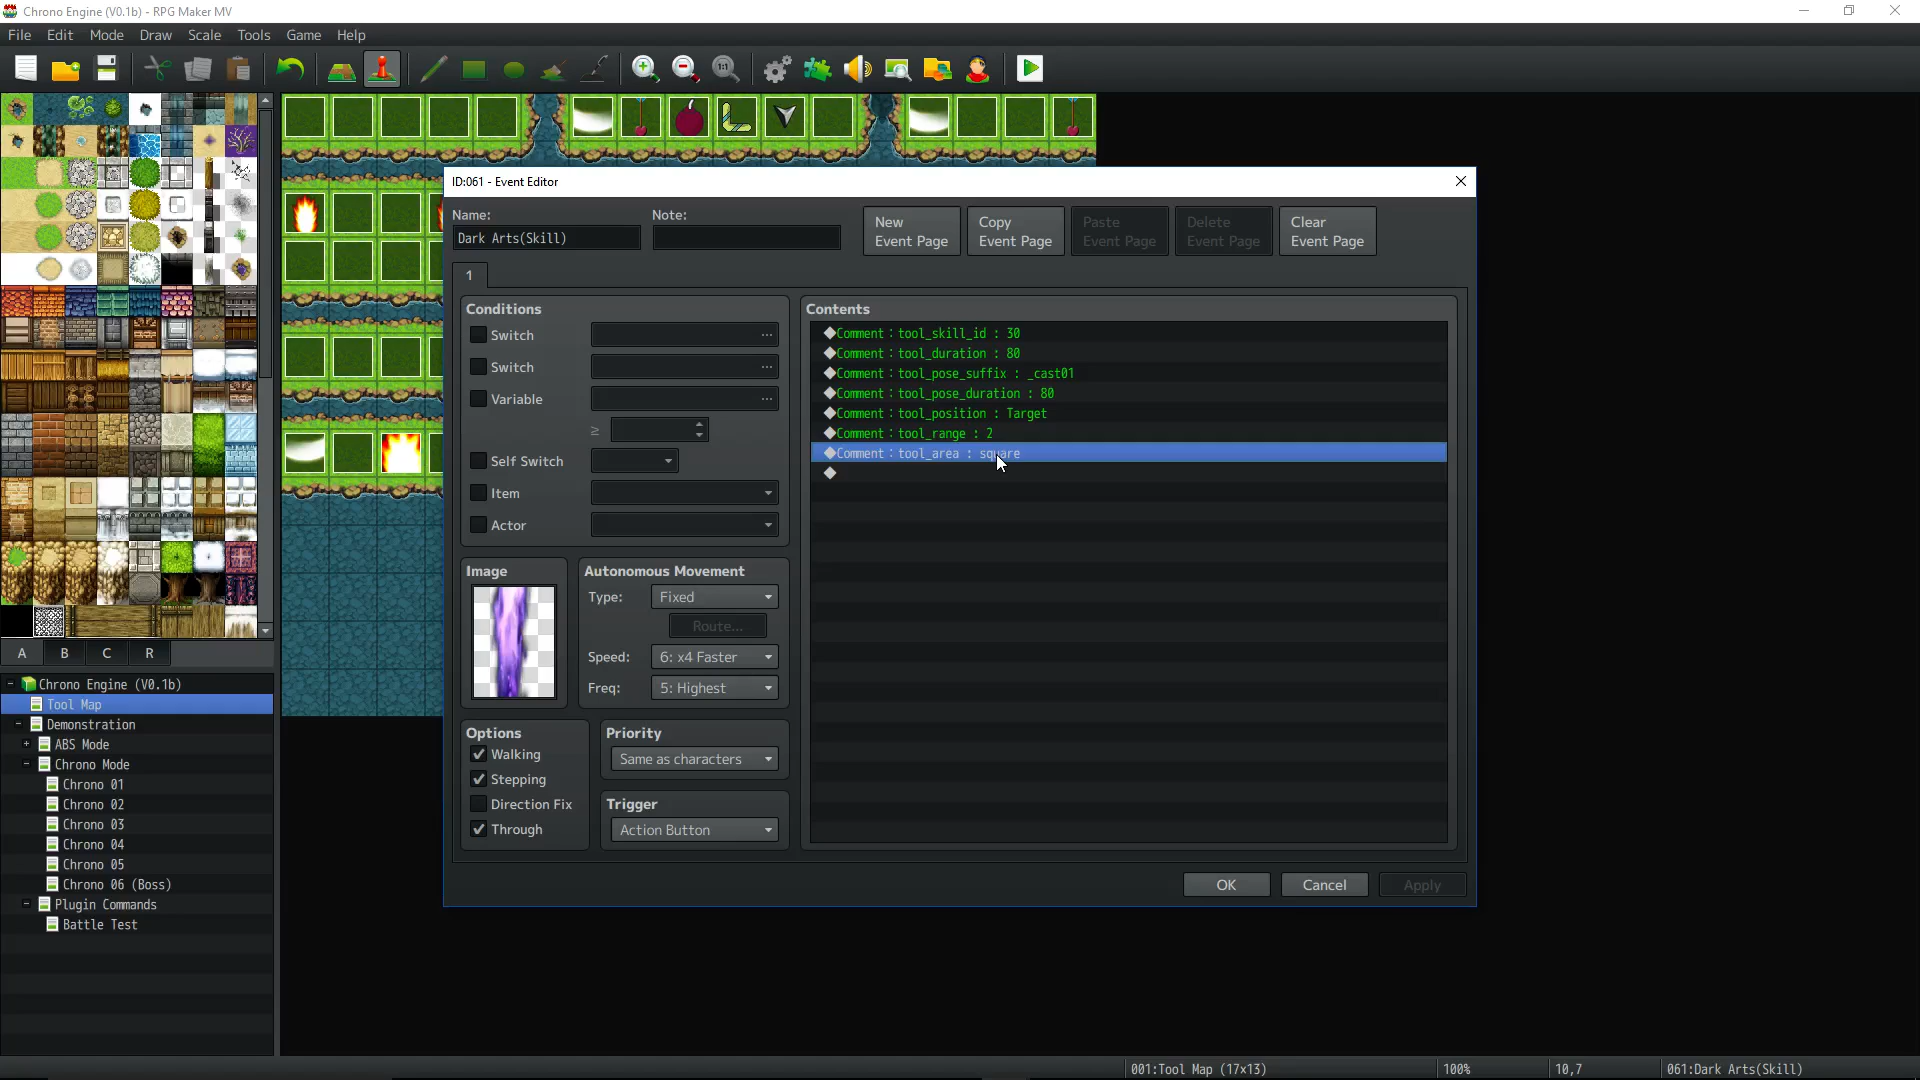 Chrono Engine (V0.1b) - RPG Maker MV
File Edit Mode Draw Scale Tools Game Help
1:1
ID:061 - Event Editor
Name: Note:
Dark Arts(Skill)
New Event Page
Copy Event Page
Paste Event Page
Delete Event Page
Clear Event Page
1
Conditions
Switch ...
Switch ...
Variable ...
≥
Self Switch
Item
Actor
Image
Autonomous Movement
Type: Fixed
Route...
Speed: 6: x4 Faster
Freq: 5: Highest
Options
Walking
Stepping
Direction Fix
Through
Priority
Same as characters
Trigger
Action Button
Contents
◆Comment：tool_skill_id : 30
◆Comment：tool_duration : 80
◆Comment：tool_pose_suffix : _cast01
◆Comment：tool_pose_duration : 80
◆Comment：tool_position : Target
◆Comment：tool_range : 2
◆Comment：tool_area : square
◆
OK Cancel Apply
A B C R
Chrono Engine (V0.1b)
Tool Map
Demonstration
ABS Mode
Chrono Mode
Chrono 01
Chrono 02
Chrono 03
Chrono 04
Chrono 05
Chrono 06 (Boss)
Plugin Commands
Battle Test
001:Tool Map (17x13) 100% 10,7 061:Dark Arts(Skill)